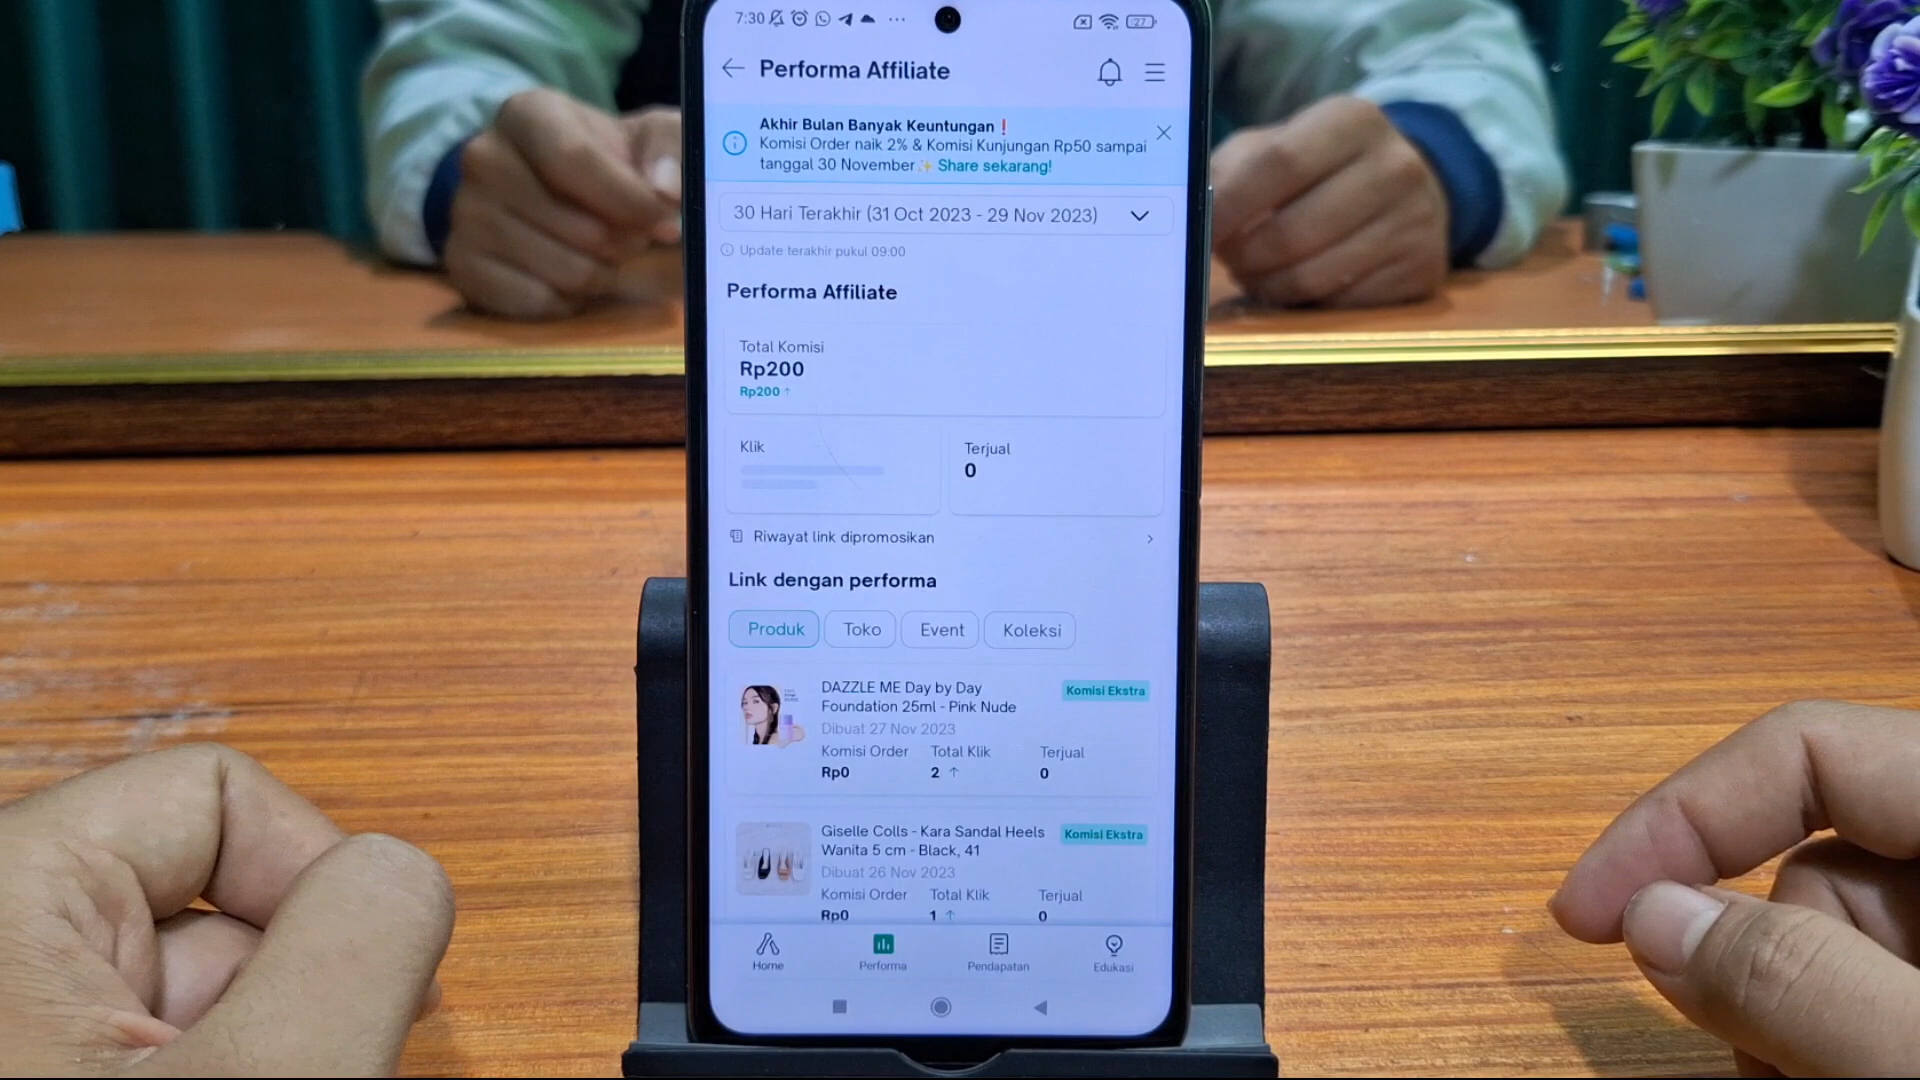 7:30
27
Performa Affiliate
Akhir Bulan Banyak Keuntungan❗
Komisi Order naik 2% & Komisi Kunjungan Rp50 sampai
tanggal 30 November✨ Share sekarang!
30 Hari Terakhir (31 Oct 2023 - 29 Nov 2023)
Update terakhir pukul 09:00
Performa Affiliate
Total Komisi
Rp200
Rp200 ↑
Klik
Terjual
0
Riwayat link dipromosikan
Link dengan performa
Produk Toko Event Koleksi
DAZZLE ME Day by Day
Foundation 25ml - Pink Nude
Komisi Ekstra
Dibuat 27 Nov 2023
Komisi Order Total Klik Terjual
Rp0 2 ↑ 0
Giselle Colls - Kara Sandal Heels
Wanita 5 cm - Black, 41
Komisi Ekstra
Dibuat 26 Nov 2023
Komisi Order Total Klik Terjual
Rp0 1 ↑ 0
Home Performa Pendapatan Edukasi